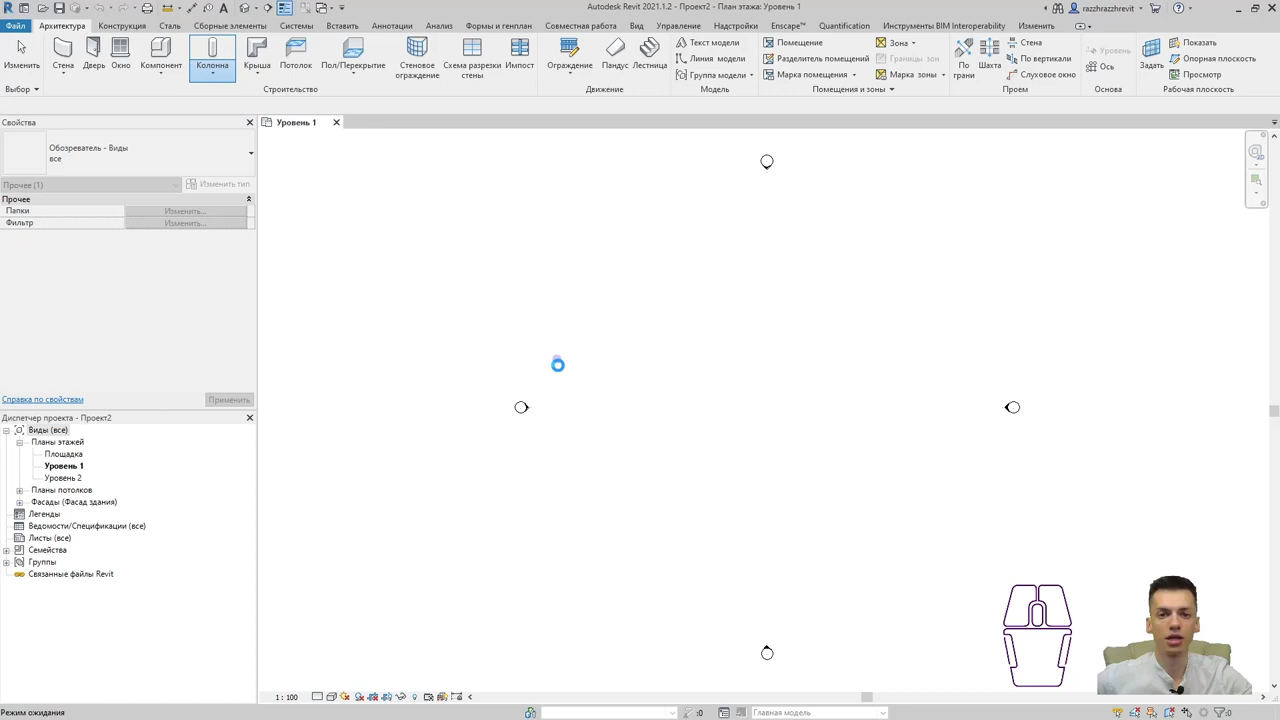 Autodesk Revit 2021.1.2 - Проект2 - План этажа: Уровень 1
razzhrazzhrevit
Файл Архитектура Конструкция Сталь Сборные элементы Системы Вставить Аннотации Анализ Формы и генплан Совместная работа Вид Управление Надстройки Enscape™ Quantification Инструменты BIM Interoperability Изменить
Изменить
Стена
Дверь
Окно
Компонент
Колонна
Крыша
Потолок
Пол/Перекрытие
Стеновое ограждение
Схема разрезки стены
Импост
Ограждение
Пандус
Лестница
Текст модели
Линия модели
Группа модели
Помещение
Разделитель помещений
Марка помещения
Зона
Границы зон
Марка зоны
По грани
Шахта
Стена
По вертикали
Слуховое окно
Уровень
Ось
Задать
Показать
Опорная плоскость
Просмотр
Выбор
Строительство
Движение
Модель
Помещения и зоны
Проем
Основа
Рабочая плоскость
Свойства
Уровень 1
Обозреватель - Виды
все
Прочее (1)
Изменить тип
Прочее
Папки Изменить...
Фильтр Изменить...
Справка по свойствам
Применить
Диспетчер проекта - Проект2
Виды (все)
Планы этажей
Площадка
Уровень 1
Уровень 2
Планы потолков
Фасады (Фасад здания)
Легенды
Ведомости/Спецификации (все)
Листы (все)
Семейства
Группы
Связанные файлы Revit
1 : 100
Режим ожидания
:0
Главная модель
:0